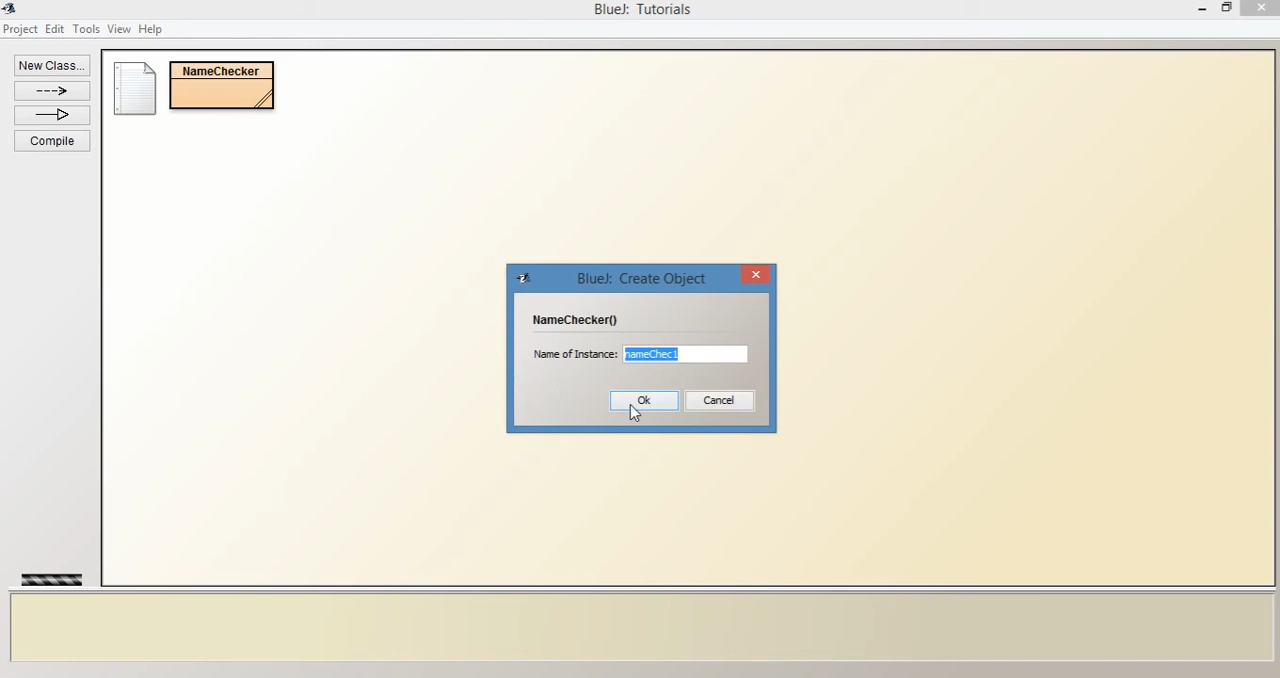 BlueJ: Tutorials
Project Edit Tools View Help
New Class...
Compile
NameChecker
BlueJ: Create Object
NameChecker()
Name of Instance: nameChec1
Ok Cancel